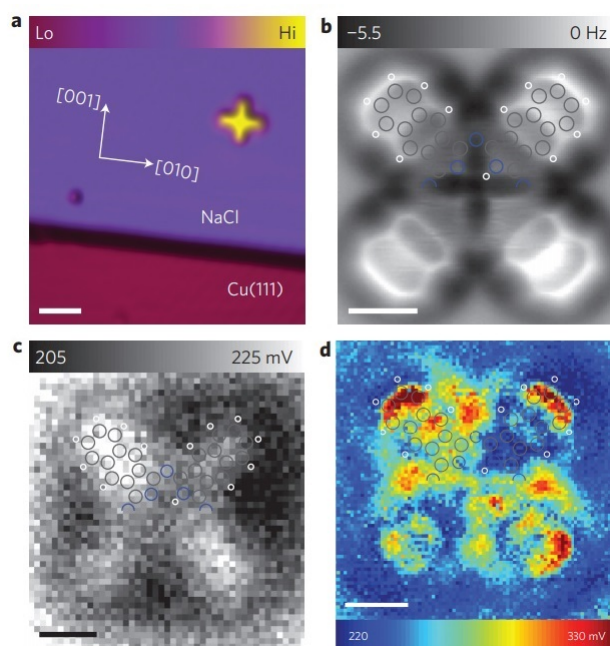 a
Lo Hi
[001]
[010]
NaCl
Cu(111)
b
−5.5 0 Hz
c
205 225 mV
d
220 330 mV